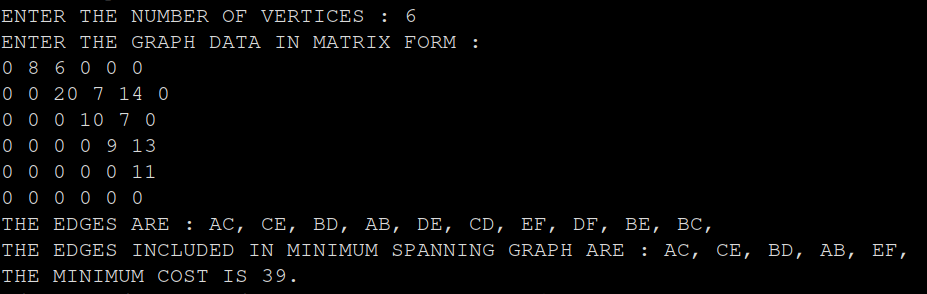 ENTER THE NUMBER OF VERTICES : 6
ENTER THE GRAPH DATA IN MATRIX FORM :
0 8 6 0 0 0
0 0 20 7 14 0
0 0 0 10 7 0
0 0 0 0 9 13
0 0 0 0 0 11
0 0 0 0 0 0
THE EDGES ARE : AC, CE, BD, AB, DE, CD, EF, DF, BE, BC,
THE EDGES INCLUDED IN MINIMUM SPANNING GRAPH ARE : AC, CE, BD, AB, EF,
THE MINIMUM COST IS 39.